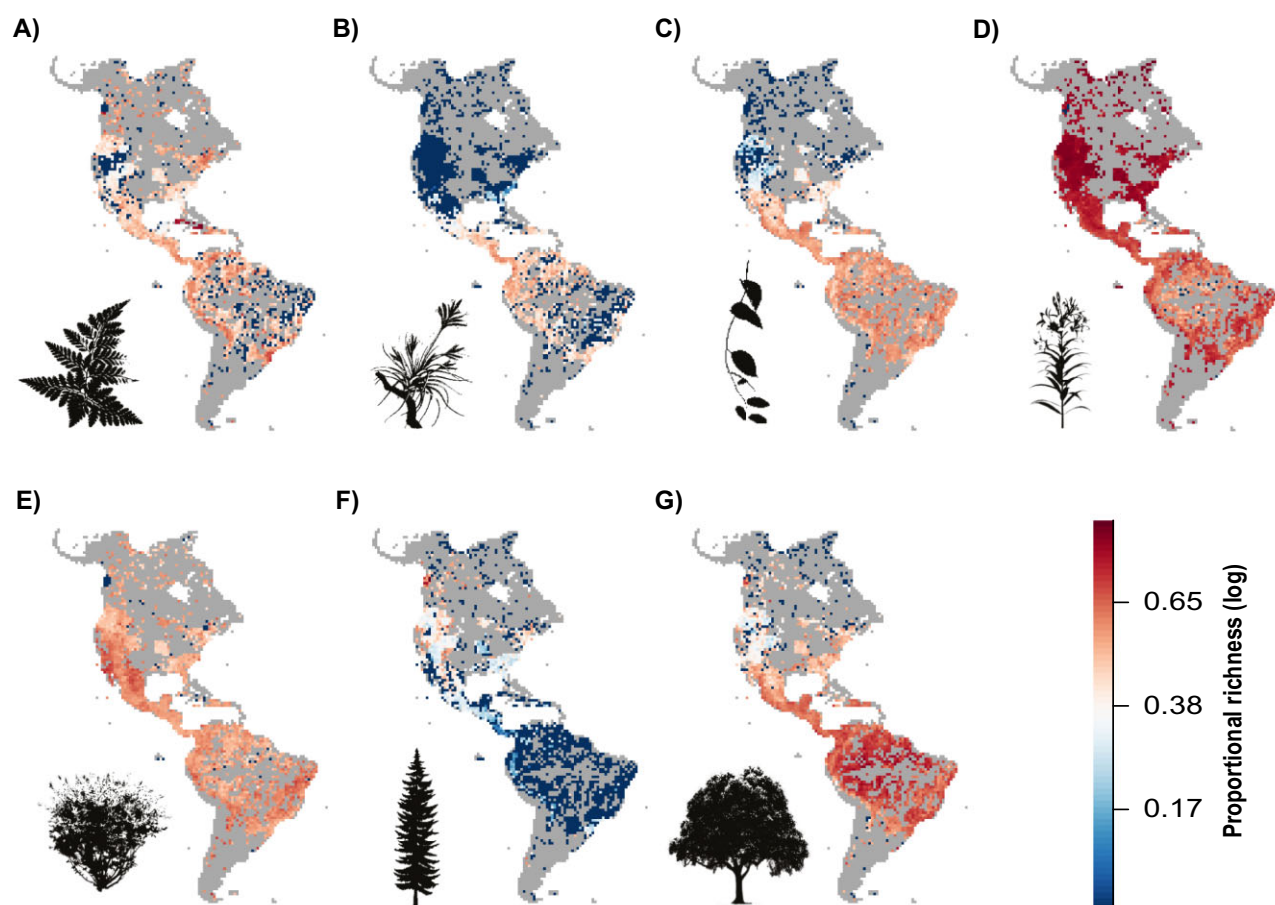 A)
B)
C)
D)
E)
F)
G)
0.65
0.38
0.17
Proportional richness (log)